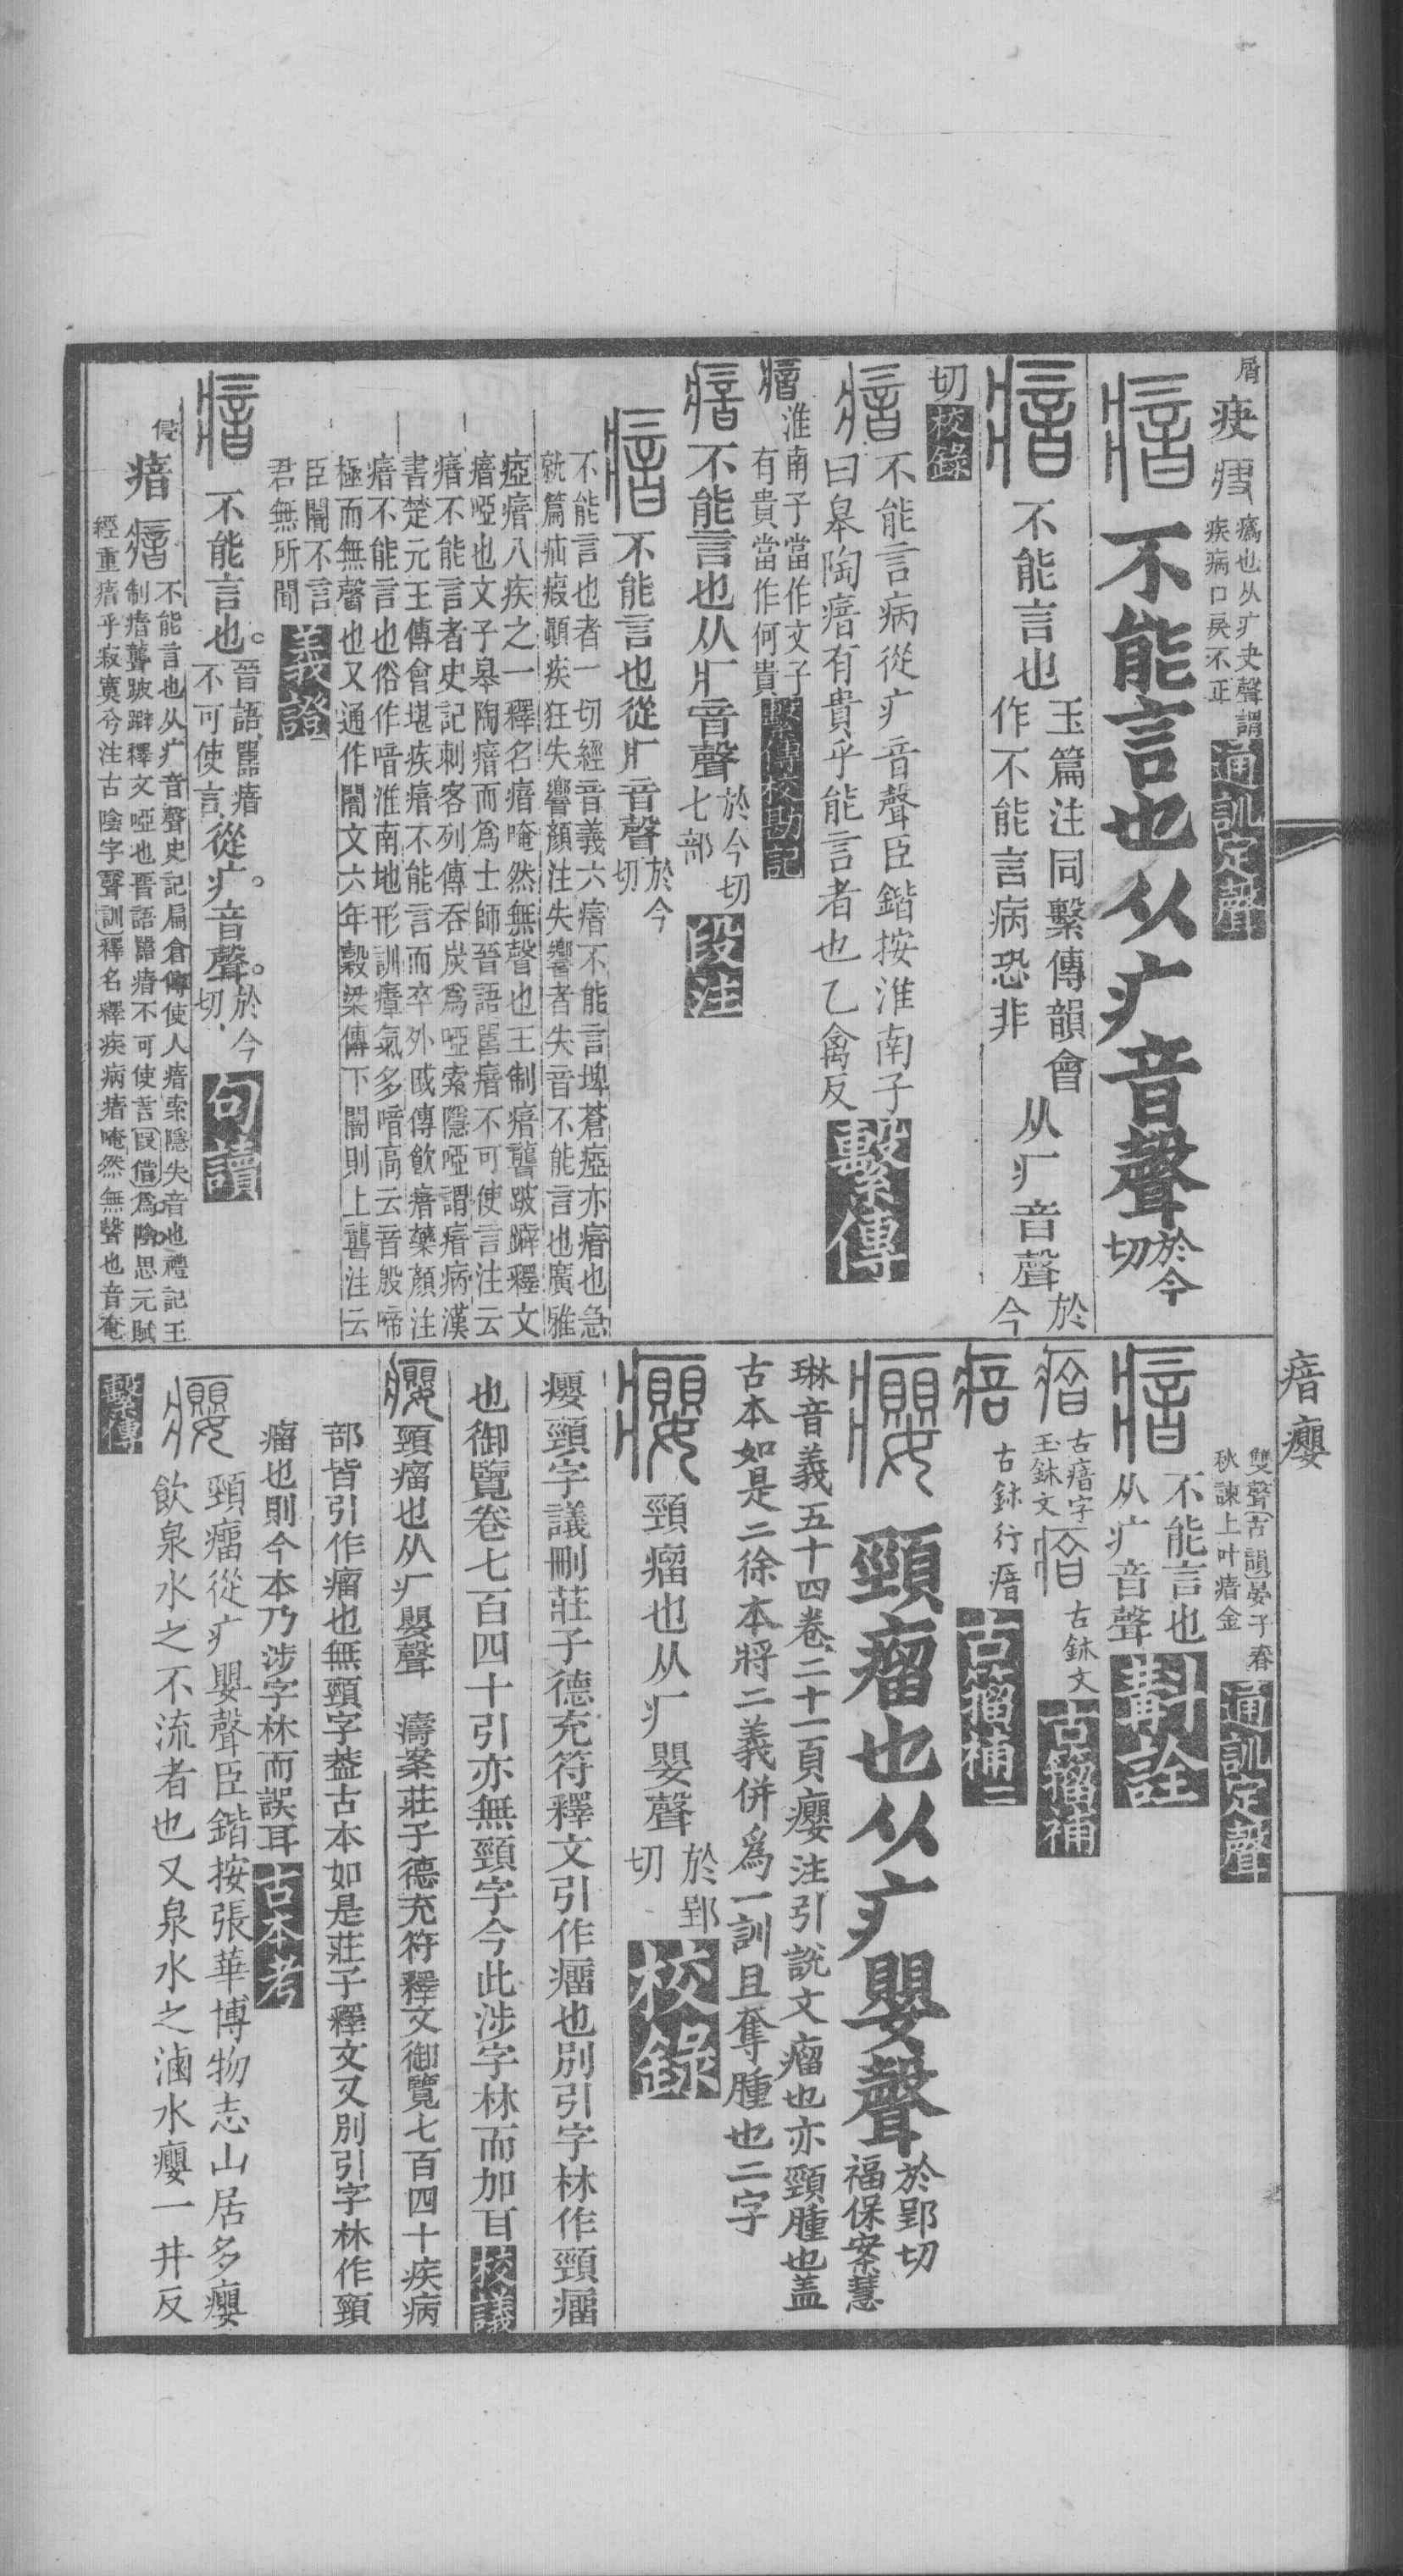 瘖癭
屑 疾 𤶊 瘑也从疒夬聲謂
疾病口戾不正 通訓定聲
瘖 不能言也从疒音聲 於今
切
瘖 不能言也 玉篇注同繫傳韻會
作不能言病恐非 从疒音聲 於
今
切 校錄
瘖 不能言病從疒音聲臣鍇按淮南子
曰皋陶瘖有貴乎能言者也乙禽反 繫傳
瘖 淮南子當作文子
有貴當作何貴 繫傳校勘記
瘖 不能言也从疒音聲 於今切
七部 段注
瘖 不能言也從疒音聲 於今
切
不能言也者一切經音義六瘖不能言埤蒼瘂亦瘖也急
就篇疝瘕顚疾狂失響顏注失響者失音不能言也廣雅
瘂瘖八疾之一釋名瘖唵然無聲也王制瘖聾跛躃釋文
瘖啞也文子皋陶瘖而爲士師晉語嚚瘖不可使言注云
瘖不能言者史記刺客列傳吞炭爲啞索隱啞謂瘖病漢
書楚元王傳會堪疾瘖不能言而卒外戚傳飮瘖藥顏注
瘖不能言也俗作喑淮南地形訓瘴氣多喑高云音殷啼
極而無聲也又通作闇文六年穀梁傳下闇則上聾注云
臣闇不言
君無所聞 義證
瘖 不能言也。 晉語嚚瘖
不可使言 從疒。音聲。 於今
切 句讀
侵 瘖 瘖 不能言也从疒音聲史記扁倉傳使人瘖索隱失音也禮記王
制瘖聾跛躃釋文啞也晉語嚚瘖不可使言假借爲陰思元賦
經重瘖乎寂寞兮注古陰字聲訓釋名釋疾病瘖唵然無聲也音奄
雙聲古韻晏子春
秋諫上叶瘖金 通訓定聲
瘖 不能言也
从疒音聲 斠詮
瘖 古瘖字
玉鉢文 瘖 古鉢文 古籀補
瘖 古鉢行瘖 古籀補二
癭 頸瘤也从疒嬰聲 於郢切
福保案慧
琳音義五十四卷二十一頁癭注引說文瘤也亦頸腫也盖
古本如是二徐本將二義併爲一訓且奪腫也二字
癭 頸瘤也从疒嬰聲 於郢
切 校錄
癭頸字議刪莊子德充符釋文引作瘤也別引字林作頸瘤
也御覽卷七百四十引亦無頸字今此涉字林而加耳 校議
癭 頸瘤也从疒嬰聲 濤案莊子德充符釋文御覽七百四十疾病
部皆引作瘤也無頸字葢古本如是莊子釋文又別引字林作頸
瘤也則今本乃涉字林而誤耳 古本考
癭 頸瘤從疒嬰聲臣鍇按張華博物志山居多癭
飲泉水之不流者也又泉水之滷水癭一井反
繫傳